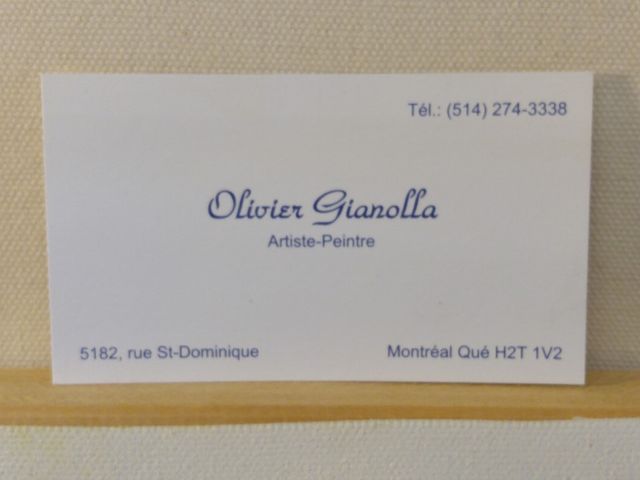 Tél.: (514) 274-3338
Olivier Gianolla
Artiste-Peintre
5182, rue St-Dominique
Montréal Qué H2T 1V2